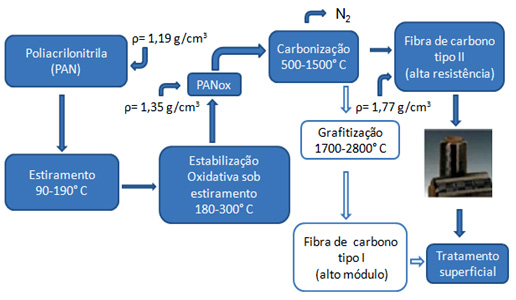 N₂
ρ= 1,19 g/cm³
Poliacrilonitrila
(PAN)
Carbonização
500-1500° C
Fibra de carbono
tipo II
(alta resistência)
PANox
ρ= 1,35 g/cm³
ρ= 1,77 g/cm³
Grafitização
1700-2800° C
Estiramento
90-190° C
Estabilização
Oxidativa sob
estiramento
180-300° C
Fibra de carbono
tipo I
(alto módulo)
Tratamento
superficial